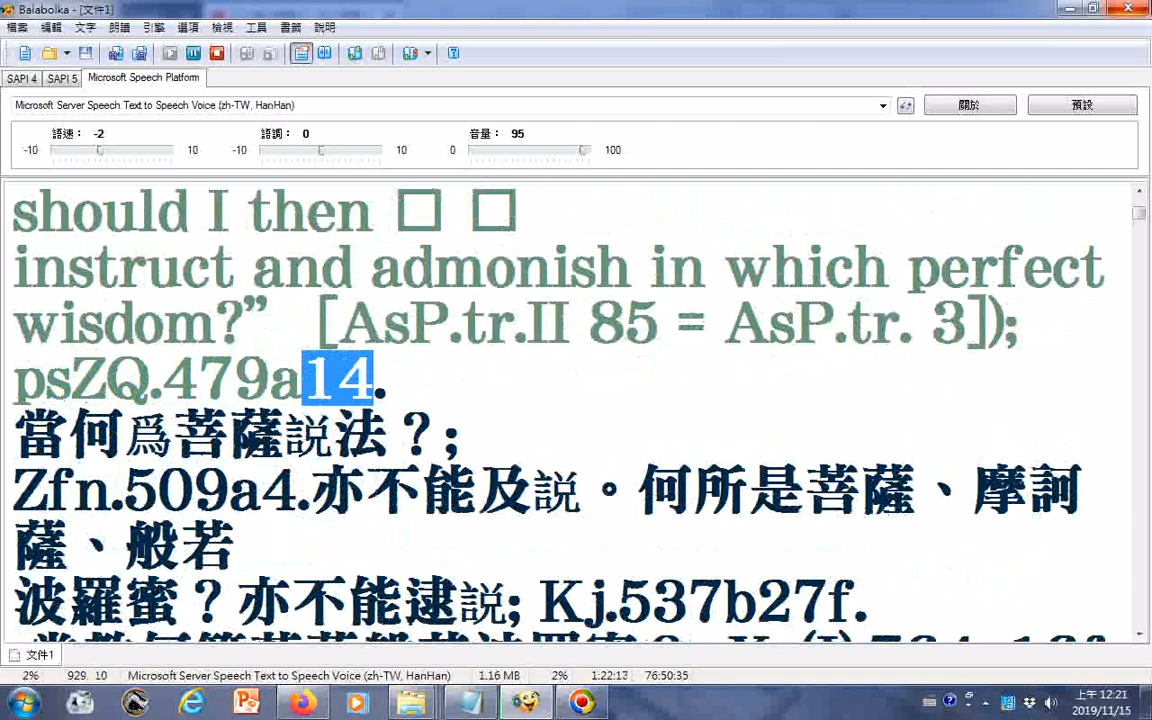 Balabolka - [文件1]
檔案 編輯 文字 朗讀 引擎 選項 檢視 工具 書籤 說明
SAPI 4 SAPI 5 Microsoft Speech Platform
Microsoft Server Speech Text to Speech Voice (zh-TW, HanHan) 關於 預設
語速： -2 語調： 0 音量： 95
-10 10 -10 10 0 100
should I then □ □
instruct and admonish in which perfect
wisdom?” [AsP.tr.II 85 = AsP.tr. 3]);
psZQ.479a14.
當何爲菩薩説法？;
Zfn.509a4.亦不能及説。何所是菩薩、摩訶
薩、般若
波羅蜜？亦不能逮説; Kj.537b27f.
文件1
2% 929. 10 Microsoft Server Speech Text to Speech Voice (zh-TW, HanHan) 1.16 MB 2% 1:22:13 76:50:35
上午 12:21
2019/11/15